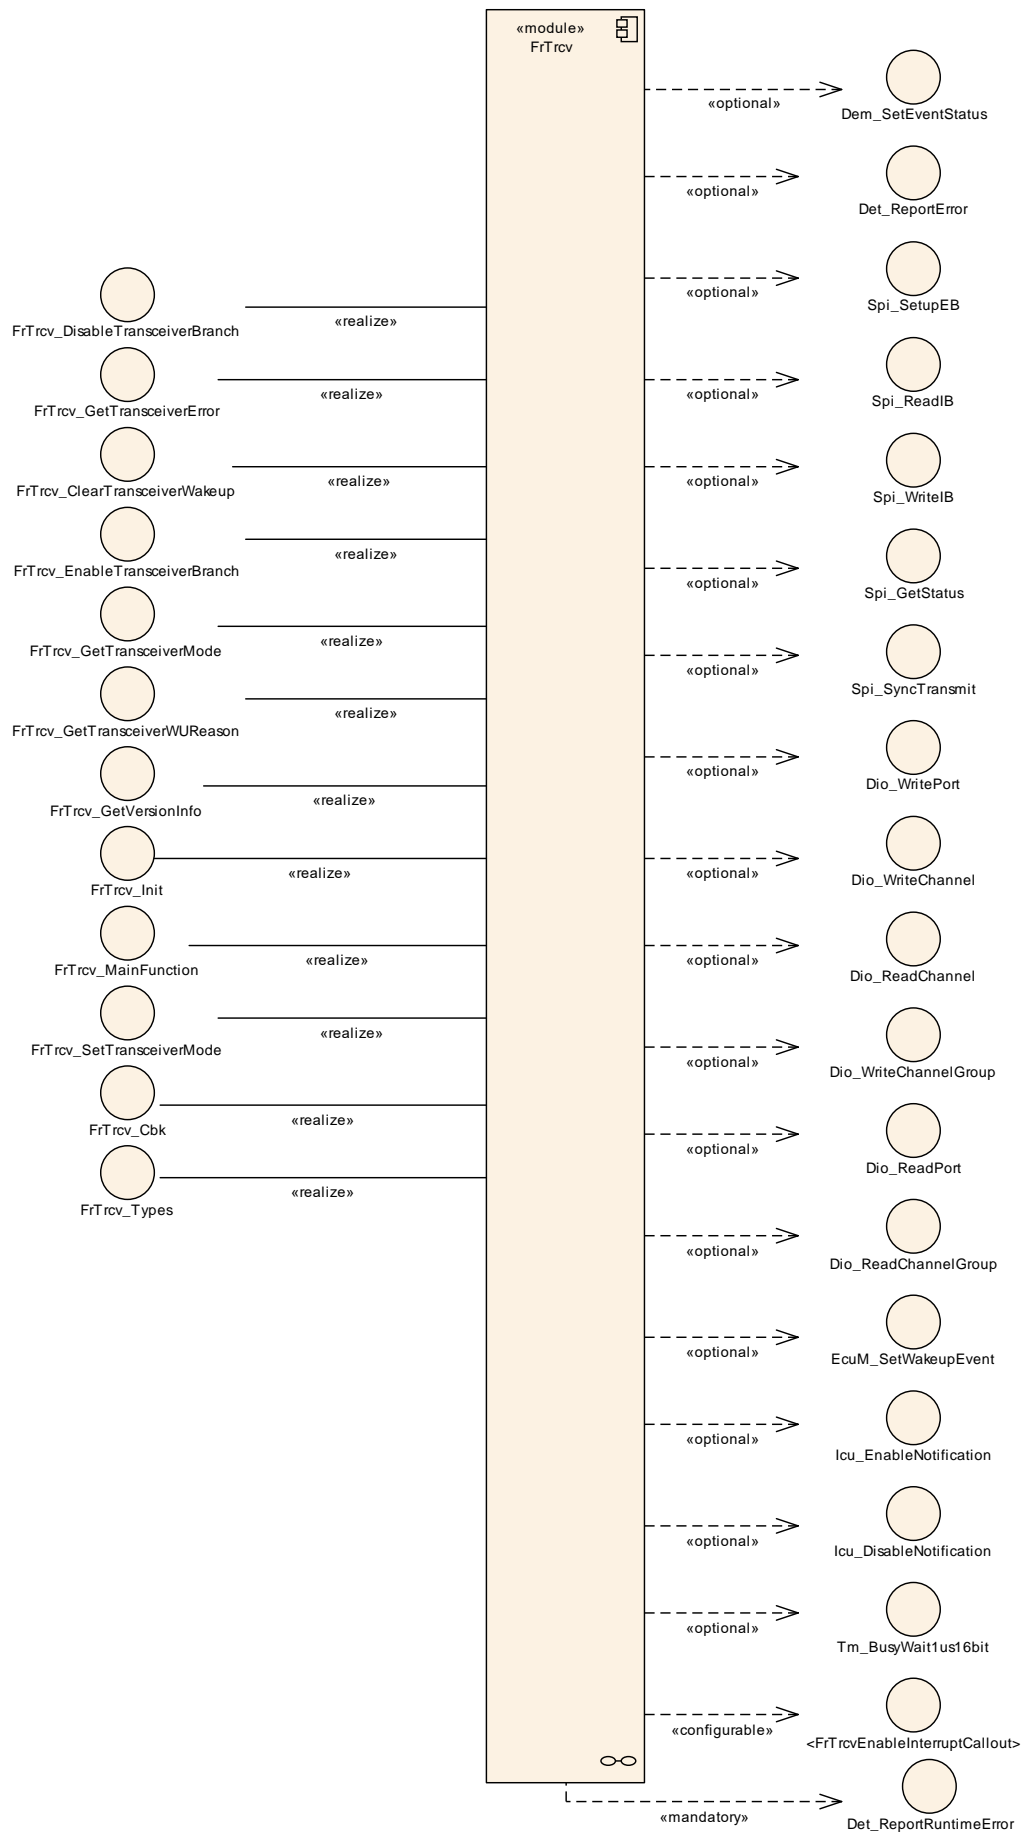 «module»
FrTrcv
«optional»
Dem_SetEventStatus
«optional»
Det_ReportError
«optional»
Spi_SetupEB
FrTrcv_DisableTransceiverBranch
«realize»
«optional»
Spi_ReadIB
FrTrcv_GetTransceiverError
«realize»
«optional»
Spi_WriteIB
FrTrcv_ClearTransceiverWakeup
«realize»
FrTrcv_EnableTransceiverBranch
«realize»
«optional»
Spi_GetStatus
FrTrcv_GetTransceiverMode
«realize»
«optional»
Spi_SyncTransmit
FrTrcv_GetTransceiverWUReason
«realize»
«optional»
Dio_WritePort
FrTrcv_GetVersionInfo
«realize»
FrTrcv_Init
«realize»
«optional»
Dio_WriteChannel
FrTrcv_MainFunction
«realize»
«optional»
Dio_ReadChannel
FrTrcv_SetTransceiverMode
«realize»
«optional»
Dio_WriteChannelGroup
FrTrcv_Cbk
«realize»
«optional»
Dio_ReadPort
FrTrcv_Types
«realize»
«optional»
Dio_ReadChannelGroup
«optional»
EcuM_SetWakeupEvent
«optional»
Icu_EnableNotification
«optional»
Icu_DisableNotification
«optional»
Tm_BusyWait1us16bit
«configurable»
<FrTrcvEnableInterruptCallout>
«mandatory»
Det_ReportRuntimeError